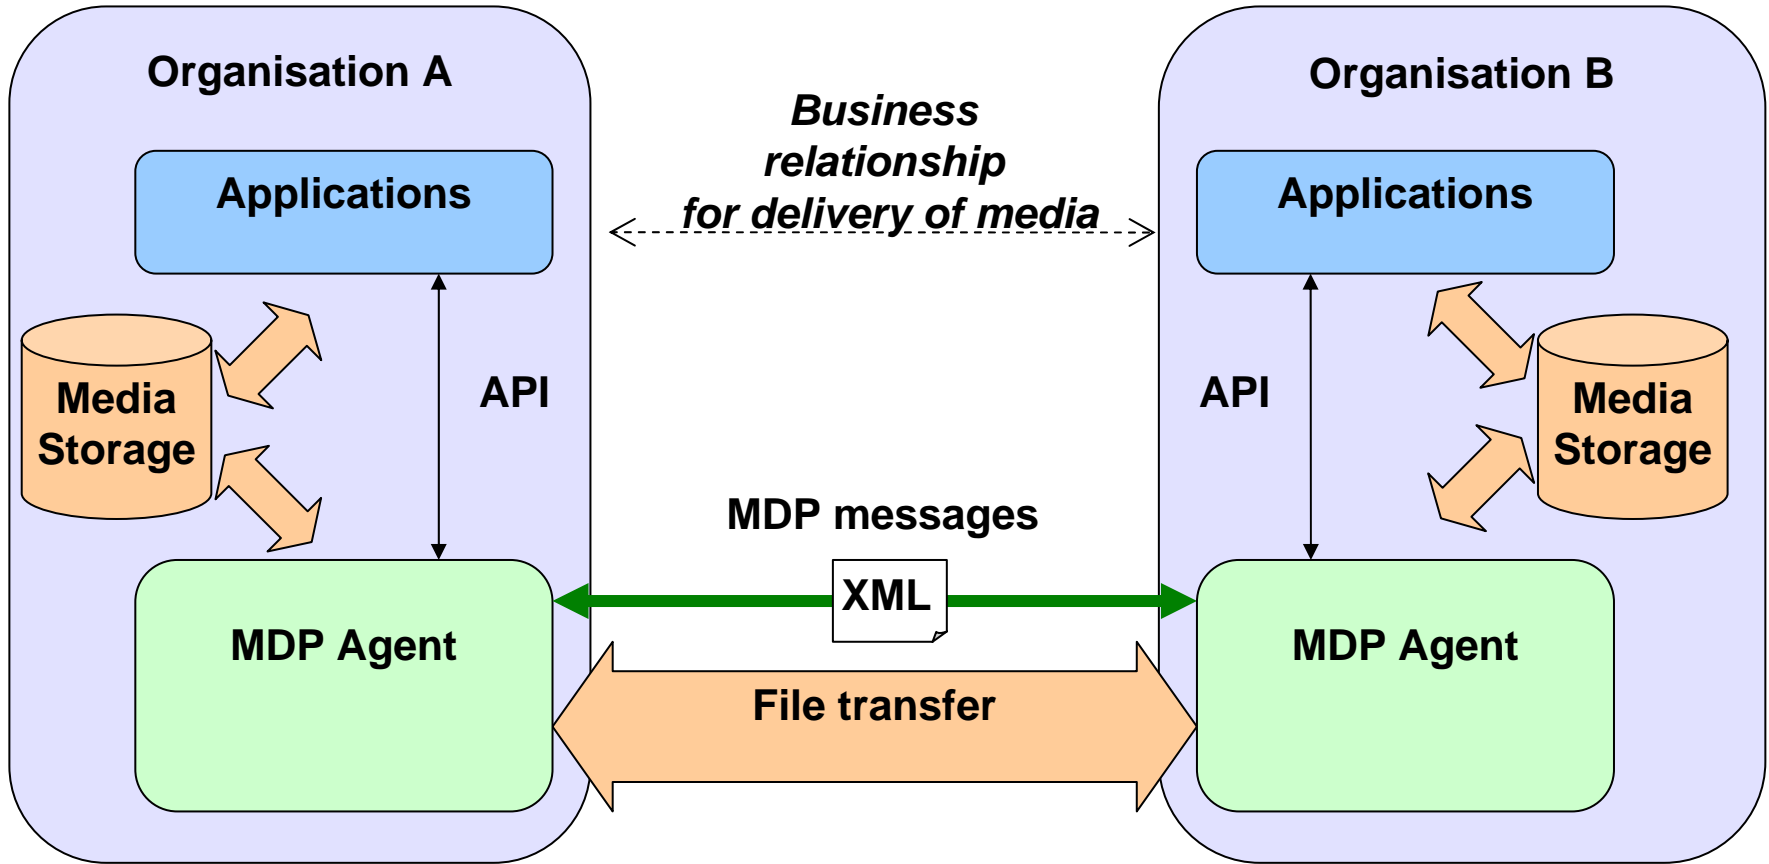 Organisation A
Organisation B
Business
relationship
for delivery of media
Applications
Applications
Media
Storage
API
API
Media
Storage
MDP messages
XML
MDP Agent
MDP Agent
File transfer